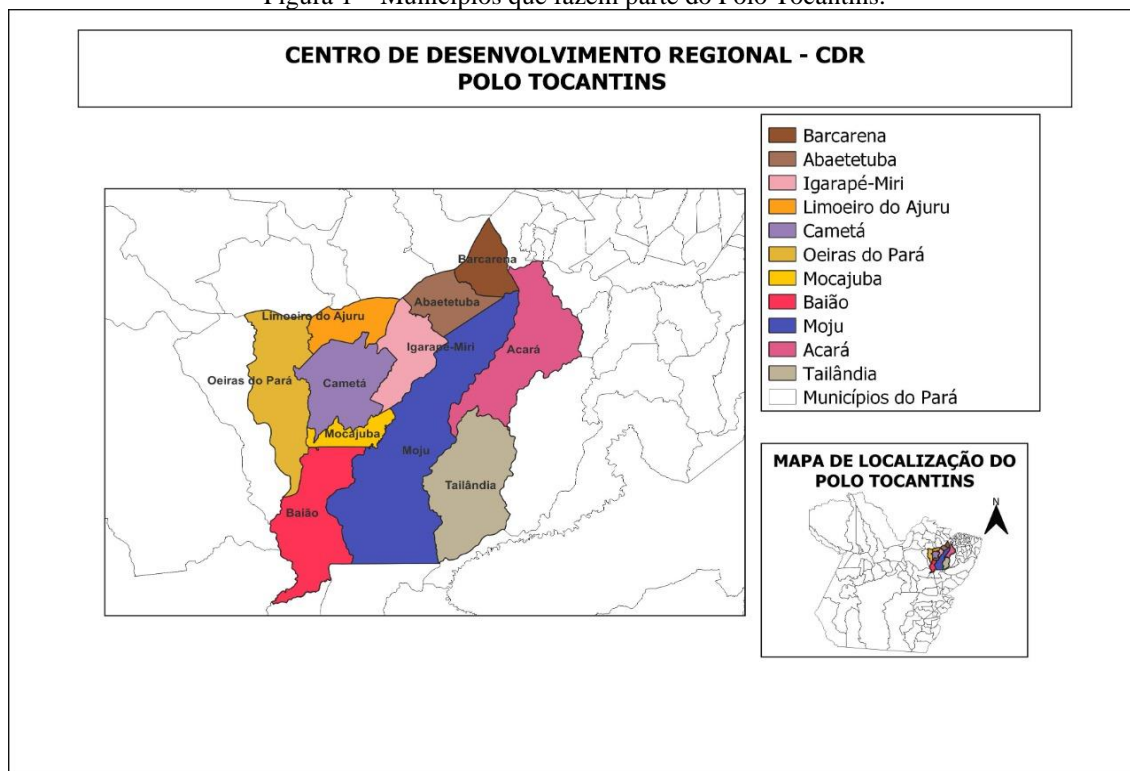 Figura 1 – Municípios que fazem parte do Polo Tocantins.
CENTRO DE DESENVOLVIMENTO REGIONAL - CDR
POLO TOCANTINS
Barcarena
Abaetetuba
Igarapé-Miri
Limoeiro do Ajuru
Cametá
Oeiras do Pará
Mocajuba
Baião
Moju
Acará
Tailândia
Municípios do Pará
Barcarena
Abaetetuba
Limoeiro do Ajuru
Igarapé-Miri
Acará
Oeiras do Pará
Cametá
Mocajuba
Moju
Tailândia
Baião
MAPA DE LOCALIZAÇÃO DO
POLO TOCANTINS
N